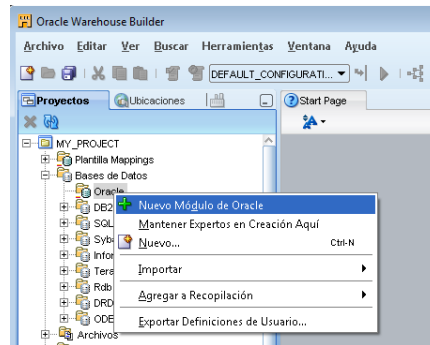 Oracle Warehouse Builder
Archivo Editar Ver Buscar Herramientas Ventana Ayuda
DEFAULT_CONFIGURATI...
Proyectos Ubicaciones Start Page
MY_PROJECT
Plantilla Mappings
Bases de Datos
Oracle
DB2
SQL
Syb
Infor
Tera
Rdb
DRD
ODE
Archivos
Nuevo Módulo de Oracle
Mantener Expertos en Creación Aquí
Nuevo... Ctrl-N
Importar
Agregar a Recopilación
Exportar Definiciones de Usuario...